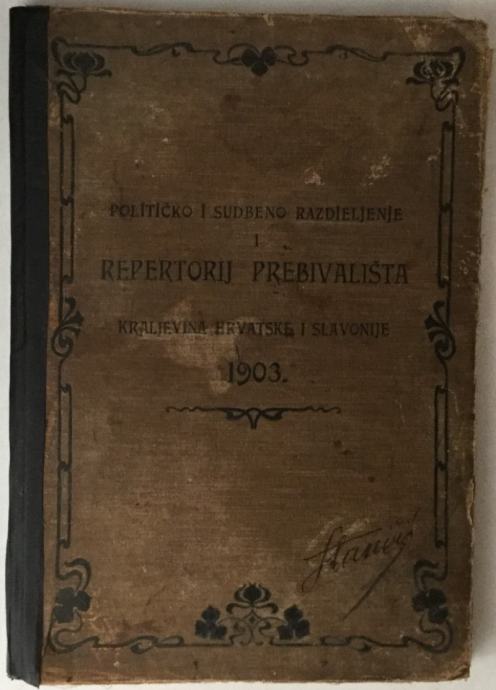 POLITIČKO I SUDBENO RAZDIELJENJE
I
REPERTORIJ PREBIVALIŠTA
KRALJEVINA HRVATSKE I SLAVONIJE
1903.